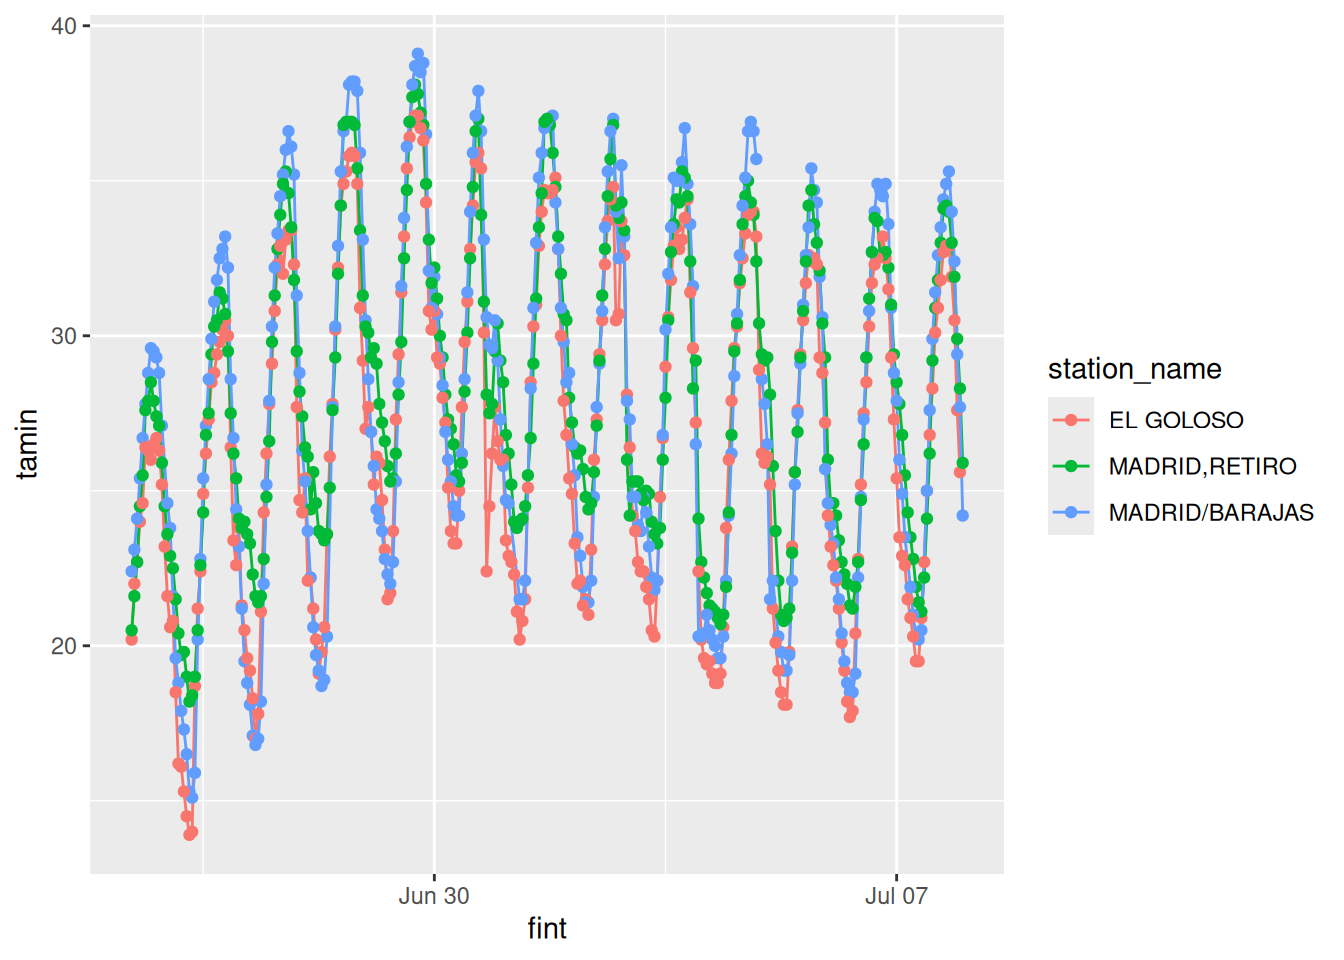 40
30
20
tamin
Jun 30
Jul 07
fint
station_name
EL GOLOSO
MADRID,RETIRO
MADRID/BARAJAS